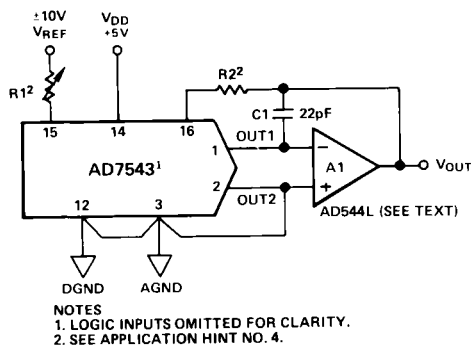 ±10V
VREF
VDD
+5V
R1²
R2²
15
14
16
C1
22pF
OUT1
1
−
AD7543¹
A1
VOUT
2
+
OUT2
AD544L (SEE TEXT)
12
3
DGND
AGND
NOTES
1. LOGIC INPUTS OMITTED FOR CLARITY.
2. SEE APPLICATION HINT NO. 4.